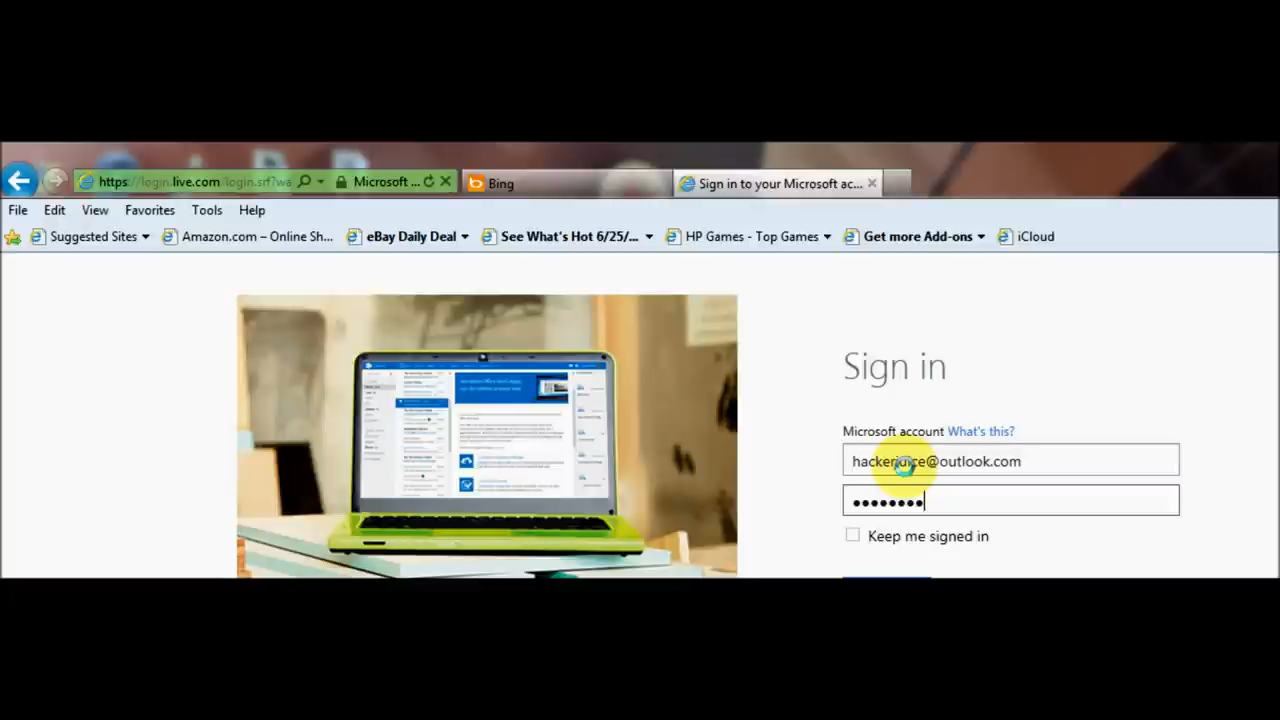 https://login.live.com/login.srf?wa Microsoft ... Bing Sign in to your Microsoft ac...
File Edit View Favorites Tools Help
Suggested Sites Amazon.com – Online Sh... eBay Daily Deal See What's Hot 6/25/... HP Games - Top Games Get more Add-ons iCloud
Sign in
Microsoft account What's this?
@outlook.com
Keep me signed in